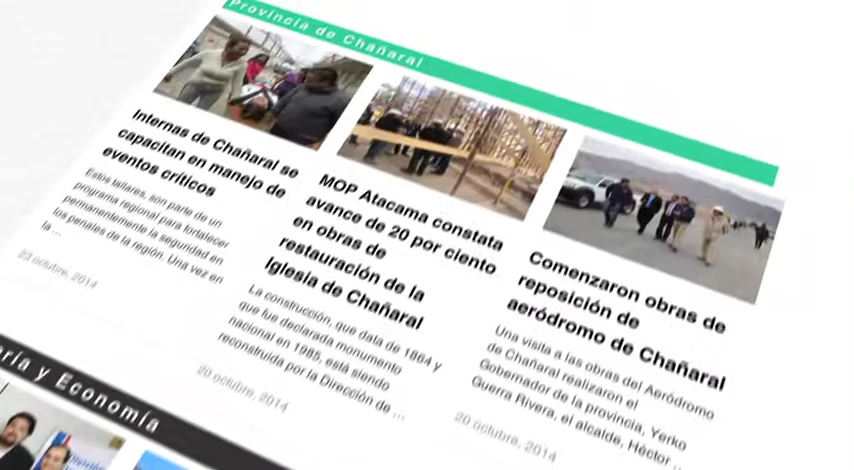 Provincia de Chañaral
Internas de Chañaral se
capacitan en manejo de
eventos críticos
Estos tallares, son parte de un
programa regional para fortalecer
permanentemente la seguridad en
los penales de la región. Una vez en
la ...
23 octubre, 2014
MOP Atacama constata
avance de 20 por ciento
en obras de
restauración de la
Iglesia de Chañaral
La construcción, que data de 1864 y
que fue declarada monumento
nacional en 1985, está siendo
reconstruida por la Dirección de ...
20 octubre, 2014
Comenzaron obras de
reposición de
aeródromo de Chañaral
Una visita a las obras del Aeródromo
de Chañaral realizaron el
Gobernador de la provincia, Yerko
Guerra Rivera, el alcalde, Héctor ...
20 octubre, 2014
ría y Economía